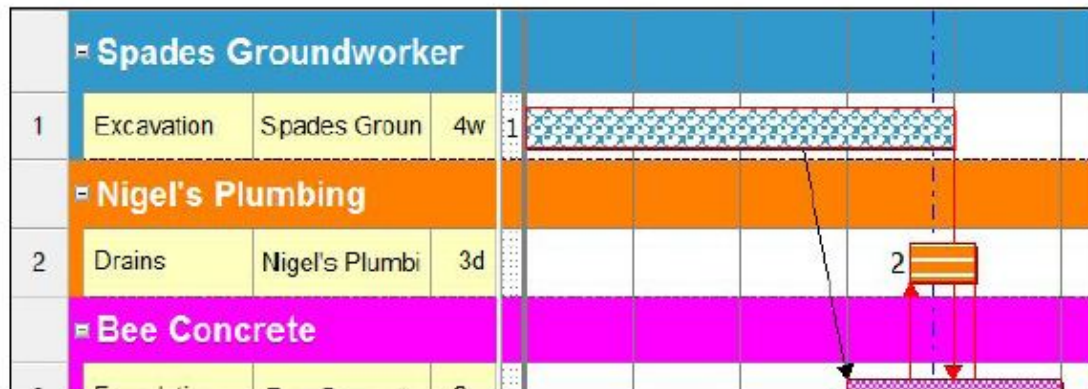 Spades Groundworker
1 Excavation Spades Groun 4w 1
Nigel's Plumbing
2 Drains Nigel's Plumbi 3d 2
Bee Concrete